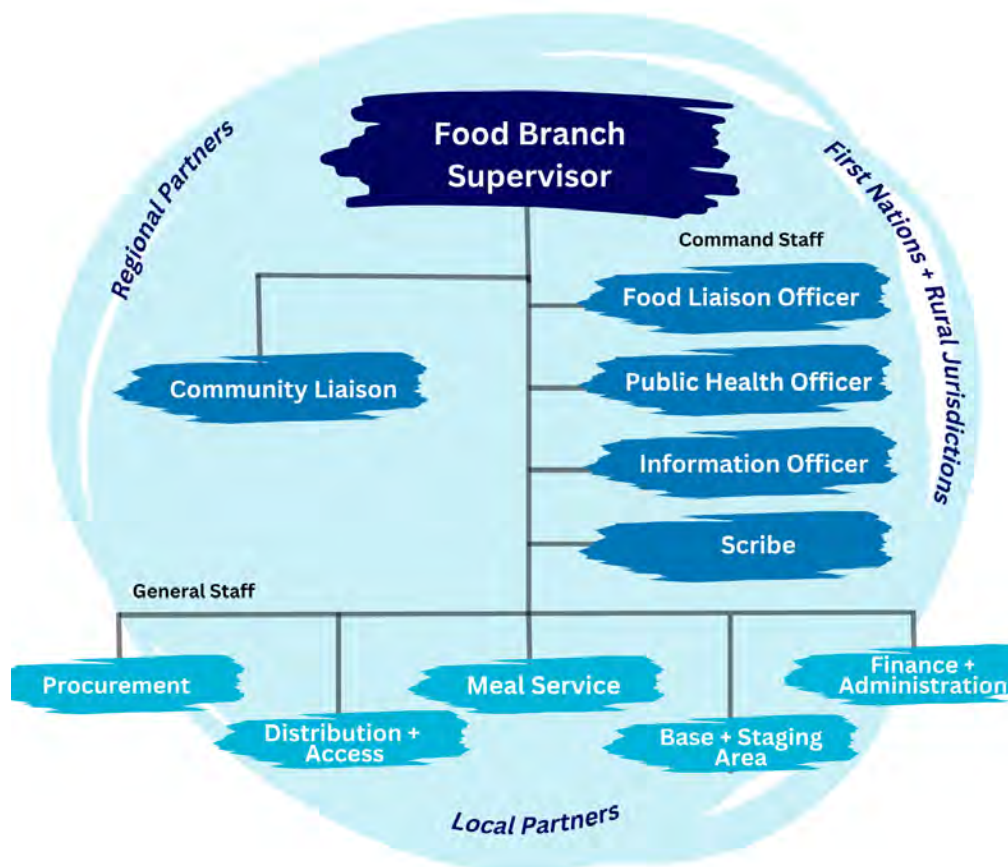 Food Branch
Supervisor
Regional Partners
First Nations + Rural Jurisdictions
Command Staff
Food Liaison Officer
Community Liaison
Public Health Officer
Information Officer
Scribe
General Staff
Procurement
Distribution +
Access
Meal Service
Base + Staging
Area
Finance +
Administration
Local Partners